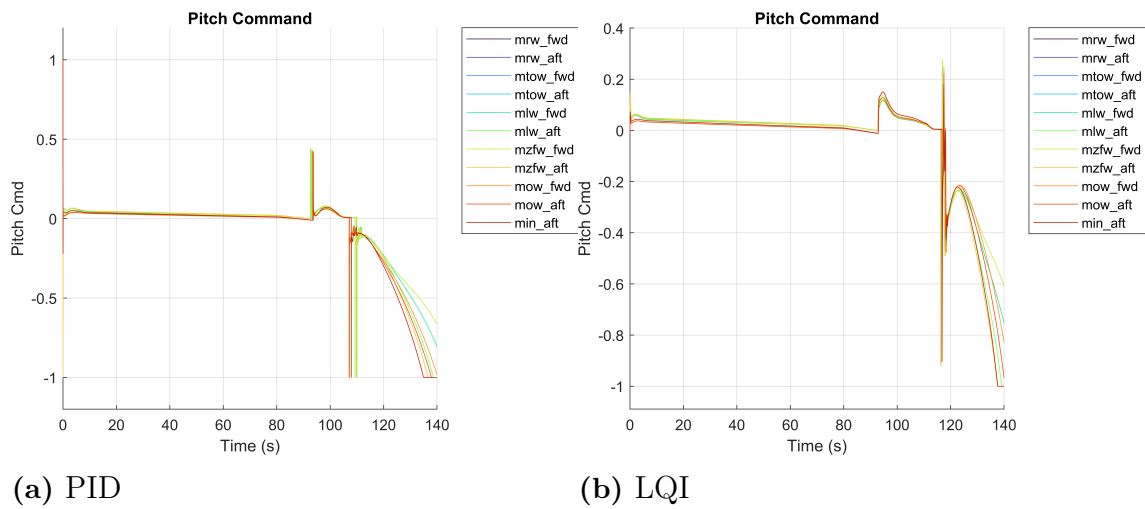 Pitch Command
Pitch Cmd
1
0.5
0
-0.5
-1
0 20 40 60 80 100 120 140
Time (s)
mrw_fwd
mrw_aft
mtow_fwd
mtow_aft
mlw_fwd
mlw_aft
mzfw_fwd
mzfw_aft
mow_fwd
mow_aft
min_aft
(a) PID
Pitch Command
Pitch Cmd
0.4
0.2
0
-0.2
-0.4
-0.6
-0.8
-1
0 20 40 60 80 100 120 140
Time (s)
mrw_fwd
mrw_aft
mtow_fwd
mtow_aft
mlw_fwd
mlw_aft
mzfw_fwd
mzfw_aft
mow_fwd
mow_aft
min_aft
(b) LQI